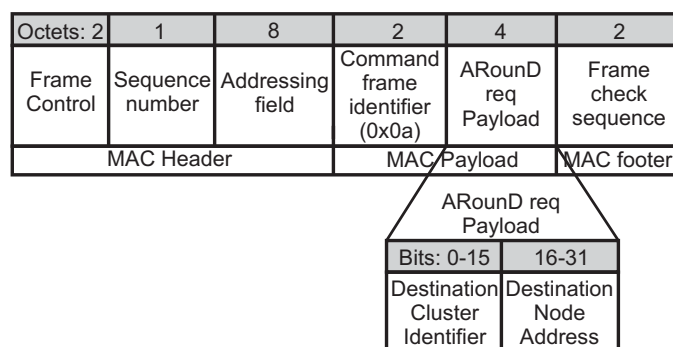 Octets: 2 1 8 2 4 2
Frame Control
Sequence number
Addressing field
Command frame identifier (0x0a)
ARounD req Payload
Frame check sequence
MAC Header MAC Payload MAC footer
ARounD req
Payload
Bits: 0-15 16-31
Destination Cluster Identifier
Destination Node Address